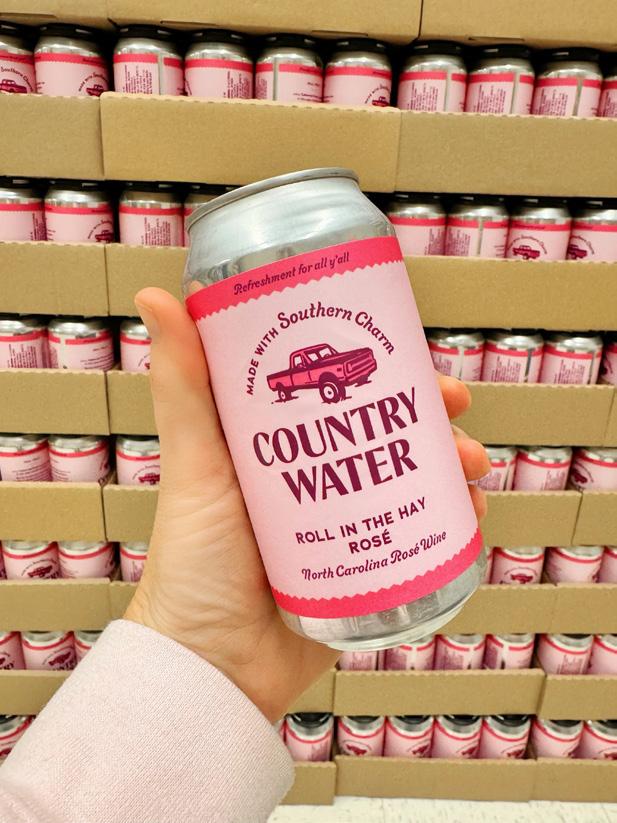 Refreshment for all y'all
MADE WITH Southern Charm
COUNTRY
WATER
ROLL IN THE HAY
ROSÉ
North Carolina Rosé Wine